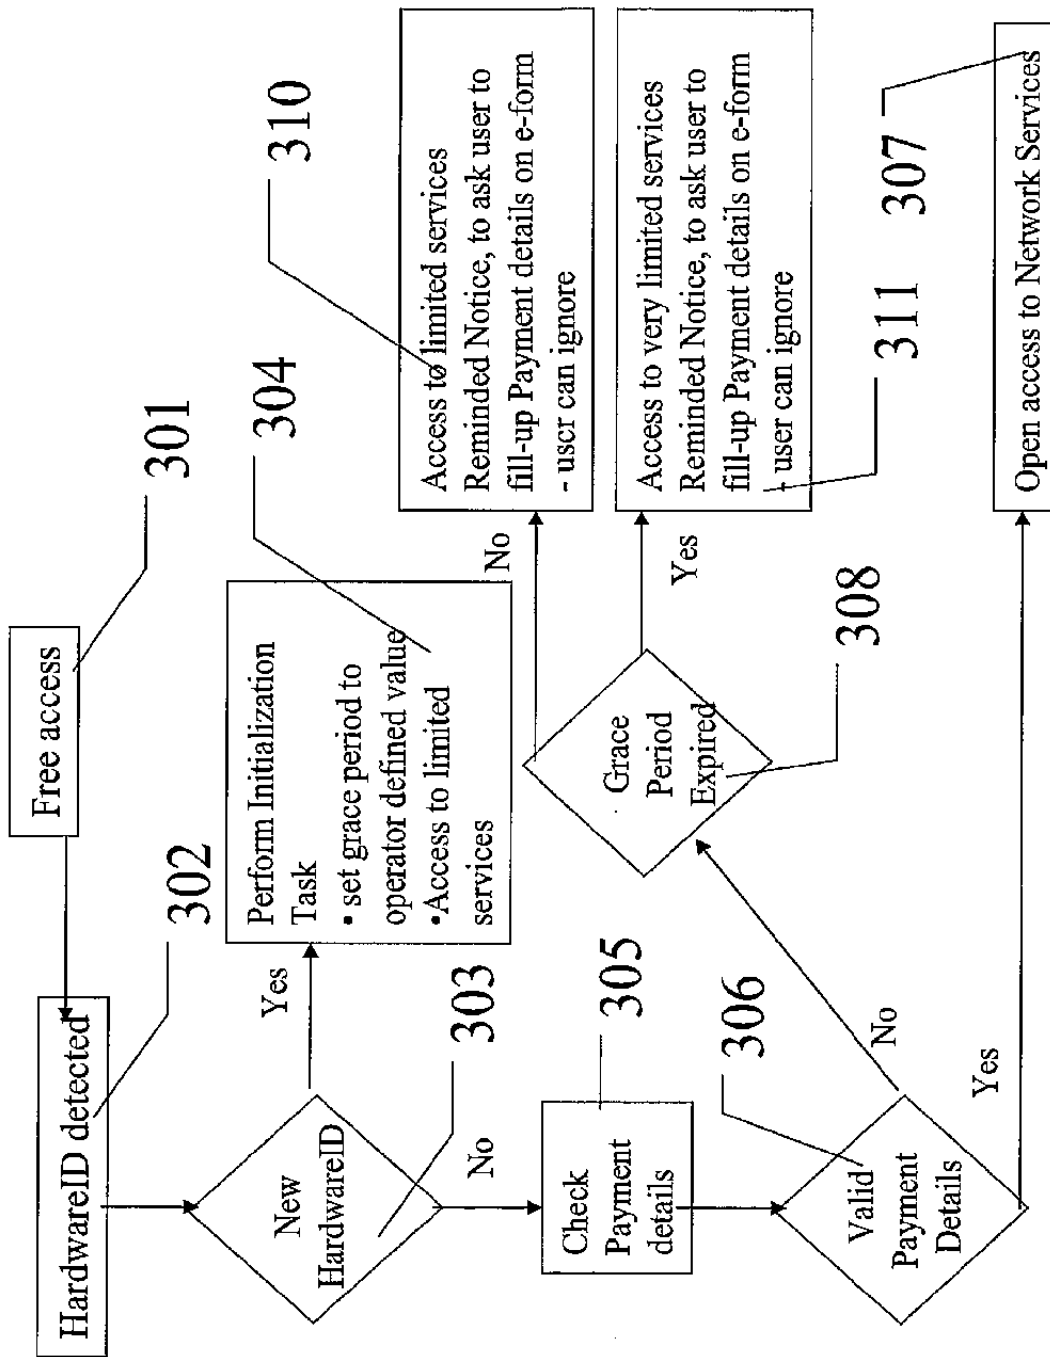 Free access
301
HardwareID detected
302
New
HardwareID
303
Yes
Perform Initialization
Task
• set grace period to
operator defined value
•Access to limited
services
304
No
Check
Payment
details
305
Valid
Payment
Details
306
No
Grace
Period
Expired
308
No
Access to limited services
Reminded Notice, to ask user to
fill-up Payment details on e-form
- user can ignore
310
Yes
Access to very limited services
Reminded Notice, to ask user to
fill-up Payment details on e-form
- user can ignore
311
Yes
Open access to Network Services
307